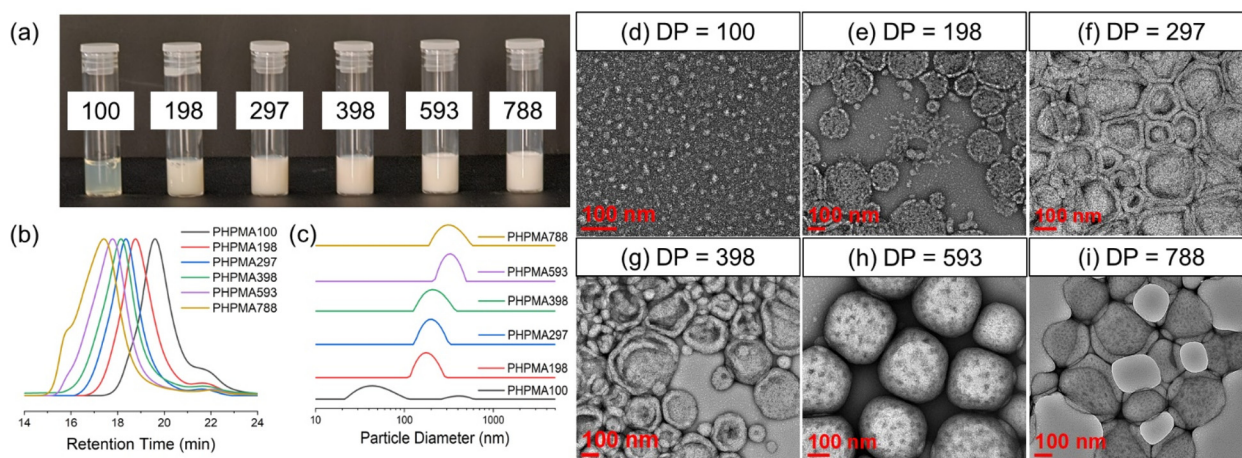 (a)
100 198 297 398 593 788
(b)
PHPMA100
PHPMA198
PHPMA297
PHPMA398
PHPMA593
PHPMA788
14 16 18 20 22 24
Retention Time (min)
(c)
PHPMA788
PHPMA593
PHPMA398
PHPMA297
PHPMA198
PHPMA100
10 100 1000
Particle Diameter (nm)
(d) DP = 100
100 nm
(e) DP = 198
100 nm
(f) DP = 297
100 nm
(g) DP = 398
100 nm
(h) DP = 593
100 nm
(i) DP = 788
100 nm